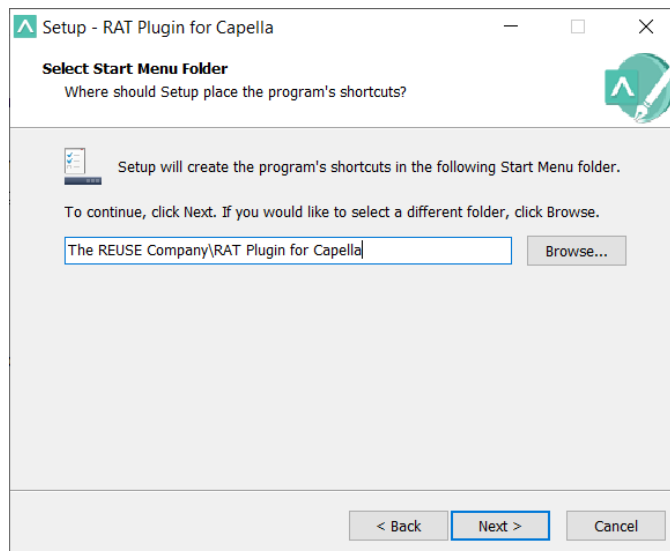 Setup - RAT Plugin for Capella
Select Start Menu Folder
Where should Setup place the program's shortcuts?
Setup will create the program's shortcuts in the following Start Menu folder.
To continue, click Next. If you would like to select a different folder, click Browse.
The REUSE Company\RAT Plugin for Capella
Browse...
< Back
Next >
Cancel